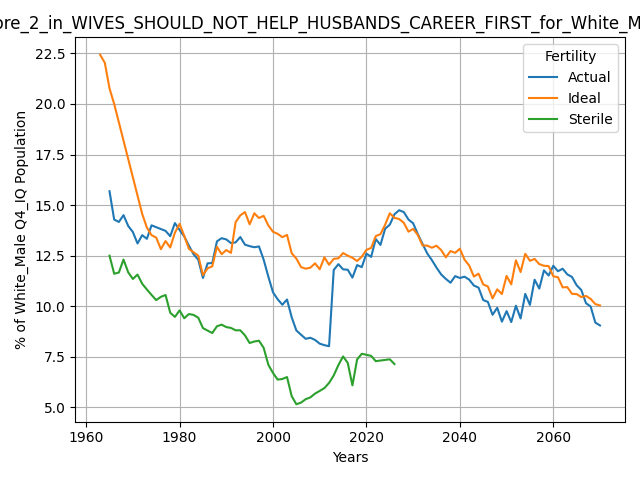 ore_2_in_WIVES_SHOULD_NOT_HELP_HUSBANDS_CAREER_FIRST_for_White_M
22.5
20.0
17.5
15.0
12.5
10.0
7.5
5.0
% of White_Male Q4_IQ Population
Fertility
Actual
Ideal
Sterile
1960 1980 2000 2020 2040 2060
Years